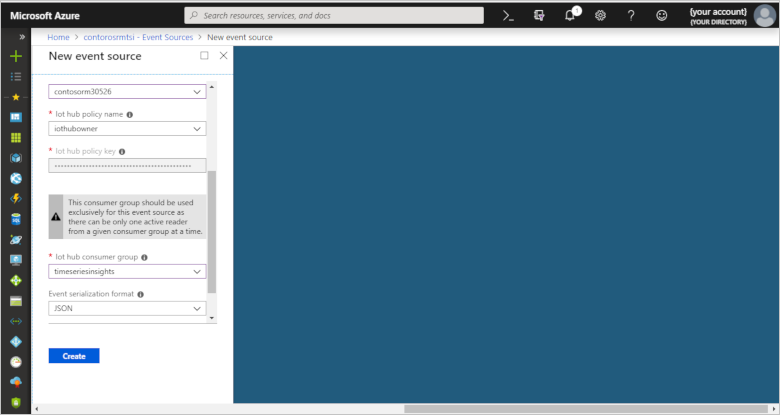 Microsoft Azure
Search resources, services, and docs
1
{your account}
{YOUR DIRECTORY}
Home > contorosrmtsi - Event Sources > New event source
New event source
contosorm30526
* Iot hub policy name
iothubowner
* Iot hub policy key
This consumer group should be used
exclusively for this event source as
there can be only one active reader
from a given consumer group at a time.
* Iot hub consumer group
timeseriesinsights
Event serialization format
JSON
Create